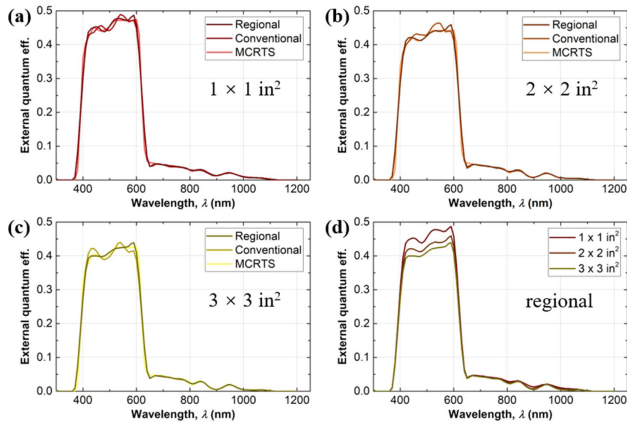 (a)
External quantum eff.
0.5
0.4
0.3
0.2
0.1
0.0
Regional
Conventional
MCRTS
1 × 1 in²
400 600 800 1000 1200
Wavelength, λ (nm)
(b)
External quantum eff.
0.5
0.4
0.3
0.2
0.1
0.0
Regional
Conventional
MCRTS
2 × 2 in²
400 600 800 1000 1200
Wavelength, λ (nm)
(c)
External quantum eff.
0.5
0.4
0.3
0.2
0.1
0.0
Regional
Conventional
MCRTS
3 × 3 in²
400 600 800 1000 1200
Wavelength, λ (nm)
(d)
External quantum eff.
0.5
0.4
0.3
0.2
0.1
0.0
1 x 1 in²
2 x 2 in²
3 x 3 in²
regional
400 600 800 1000 1200
Wavelength, λ (nm)